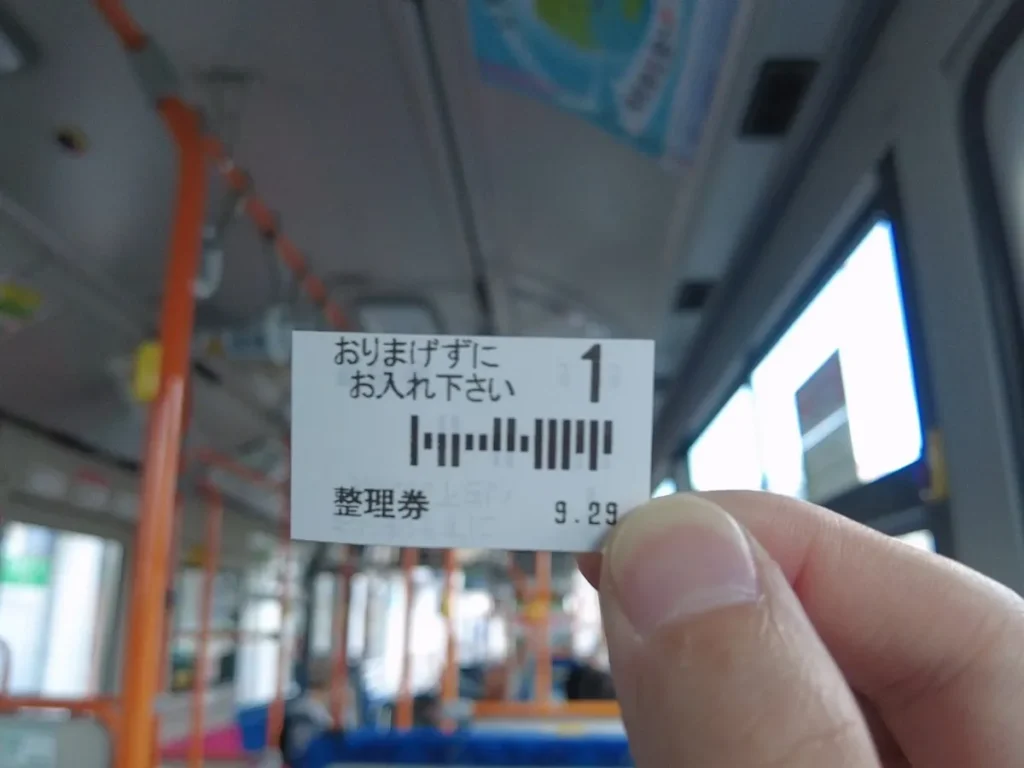 おりまげずに 1
お入れ下さい
整理券 9.29